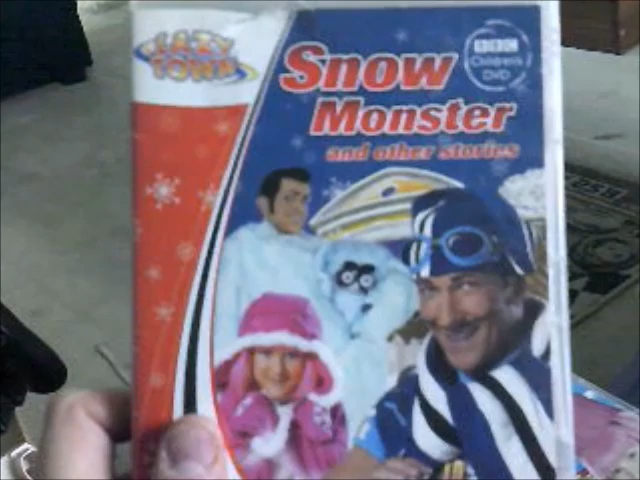 LAZY
TOWN
Snow
Monster
and other stories
BBC
Children's
DVD